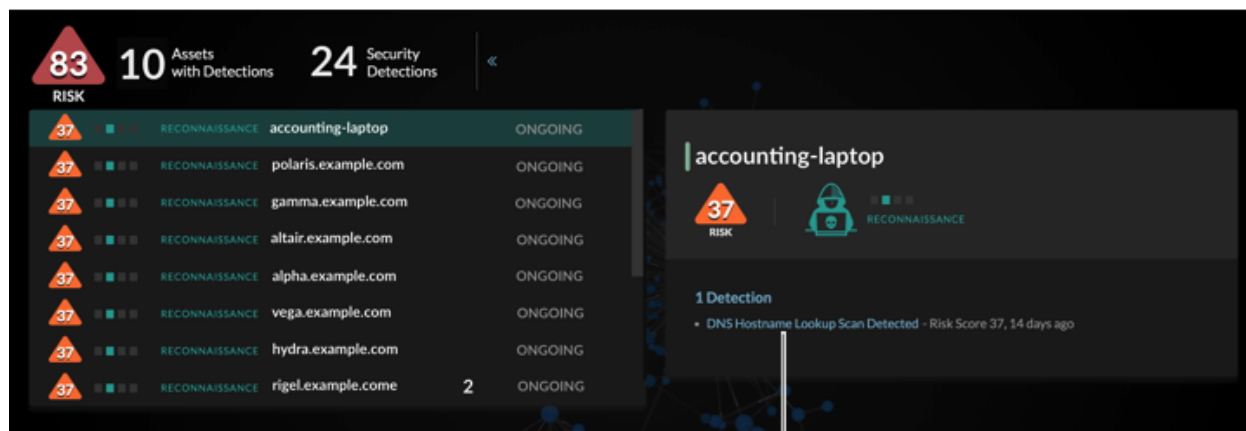 83 RISK 10 Assets with Detections 24 Security Detections «
37 RECONNAISSANCE accounting-laptop ONGOING
37 RECONNAISSANCE polaris.example.com ONGOING
37 RECONNAISSANCE gamma.example.com ONGOING
37 RECONNAISSANCE altair.example.com ONGOING
37 RECONNAISSANCE alpha.example.com ONGOING
37 RECONNAISSANCE vega.example.com ONGOING
37 RECONNAISSANCE hydra.example.com ONGOING
37 RECONNAISSANCE rigel.example.come 2 ONGOING
accounting-laptop
37 RISK
RECONNAISSANCE
1 Detection
• DNS Hostname Lookup Scan Detected - Risk Score 37, 14 days ago